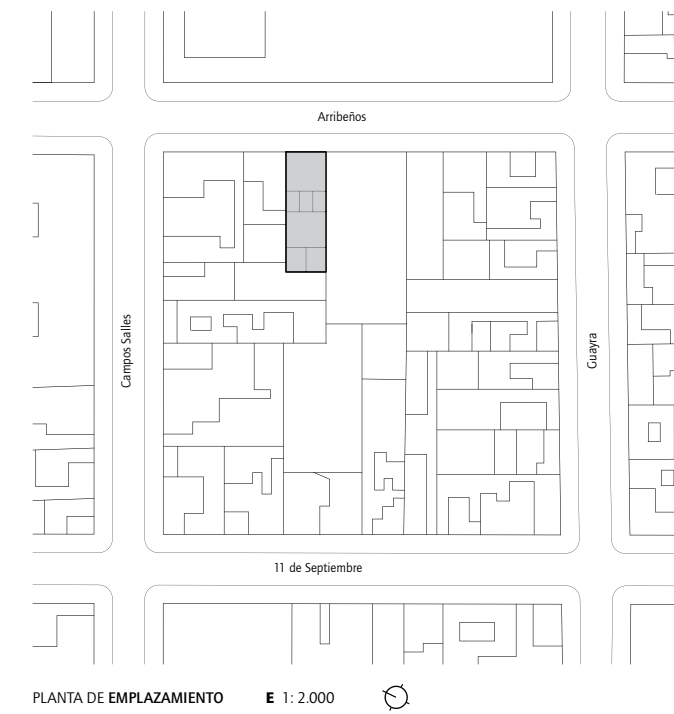 Arribeños
Campos Salles
Guayra
11 de Septiembre
PLANTA DE EMPLAZAMIENTO E 1: 2.000